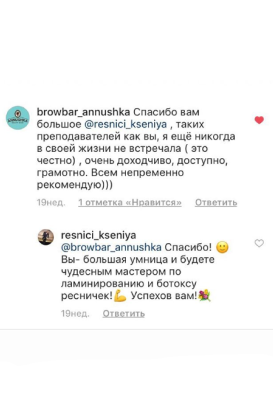 browbar_annushka Спасибо вам
большое @resnici_kseniya , таких
преподавателей как вы, я ещё никогда
в своей жизни не встречала ( это
честно) , очень доходчиво, доступно,
грамотно. Всем непременно
рекомендую)))
19нед. 1 отметка «Нравится» Ответить
resnici_kseniya
@browbar_annushka Спасибо! 🙂
Вы- большая умница и будете
чудесным мастером по
ламинированию и ботоксу
ресничек!💪 Успехов вам!💐
19нед. Ответить